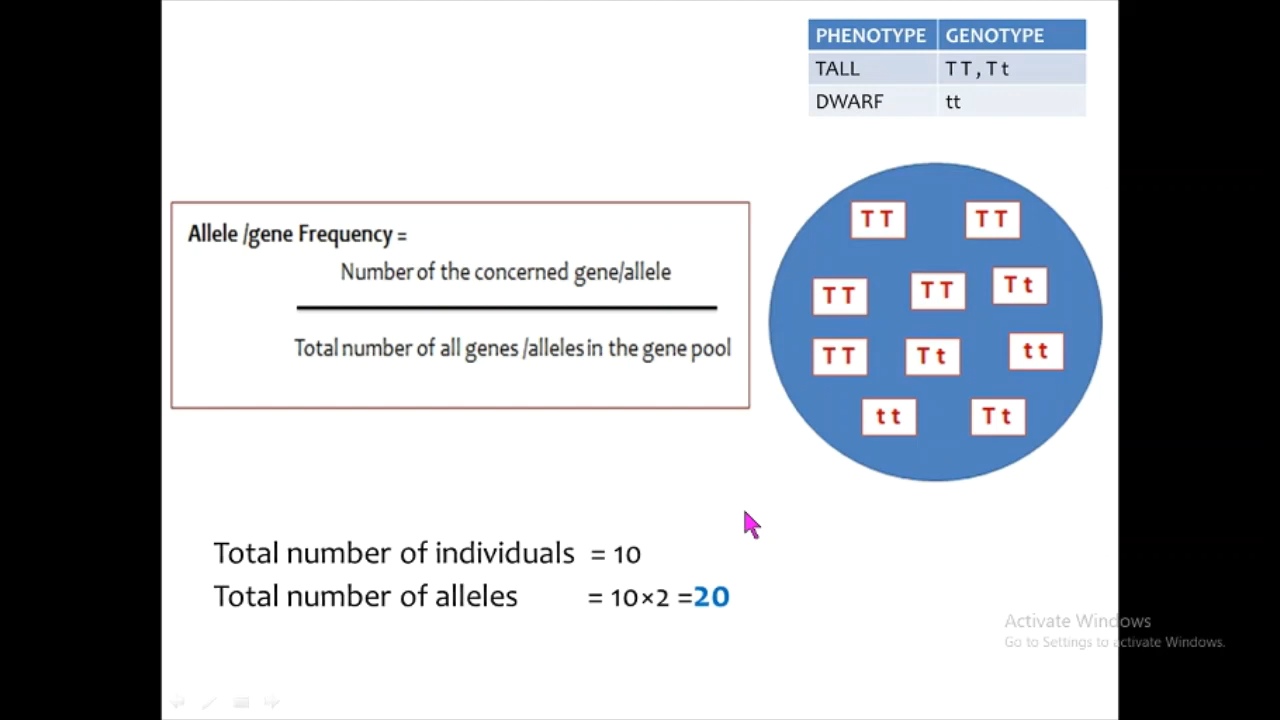 PHENOTYPE GENOTYPE
TALL T T , T t
DWARF tt
Allele /gene Frequency =
Number of the concerned gene/allele
Total number of all genes /alleles in the gene pool
T T T T
T T T T T t
T T T t t t
t t T t
Total number of individuals = 10
Total number of alleles = 10×2 =20
Activate Windows
Go to Settings to activate Windows.